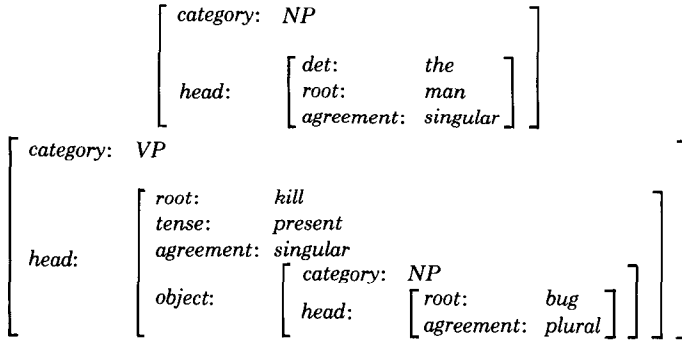 category: NP
det: the
head: root: man
agreement: singular
category: VP
root: kill
tense: present
agreement: singular
head: category: NP
object: root: bug
head:
agreement: plural